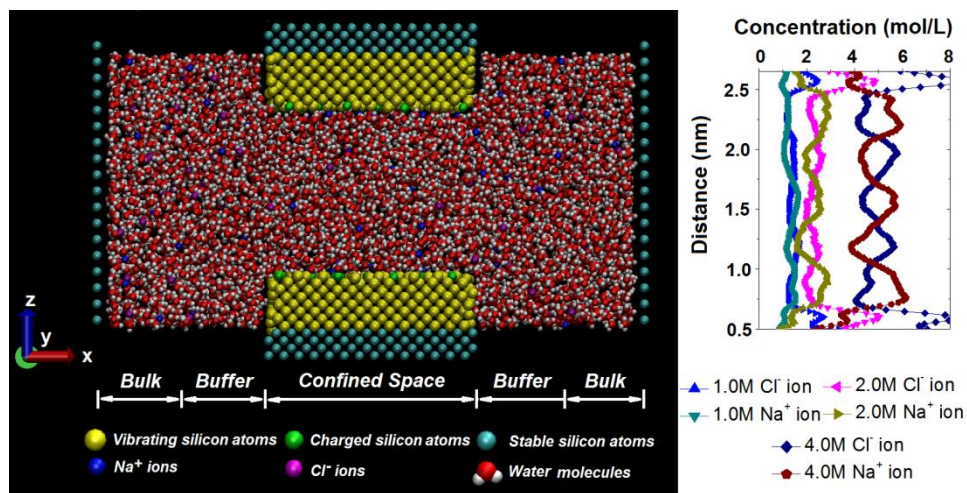 z
y
x
Bulk Buffer Confined Space Buffer Bulk
Vibrating silicon atoms Charged silicon atoms Stable silicon atoms
Na+ ions Cl- ions Water molecules
Concentration (mol/L)
0 2 4 6 8
2.5
2.0
1.5
1.0
0.5
Distance (nm)
1.0M Cl- ion 2.0M Cl- ion
1.0M Na+ ion 2.0M Na+ ion
4.0M Cl- ion
4.0M Na+ ion